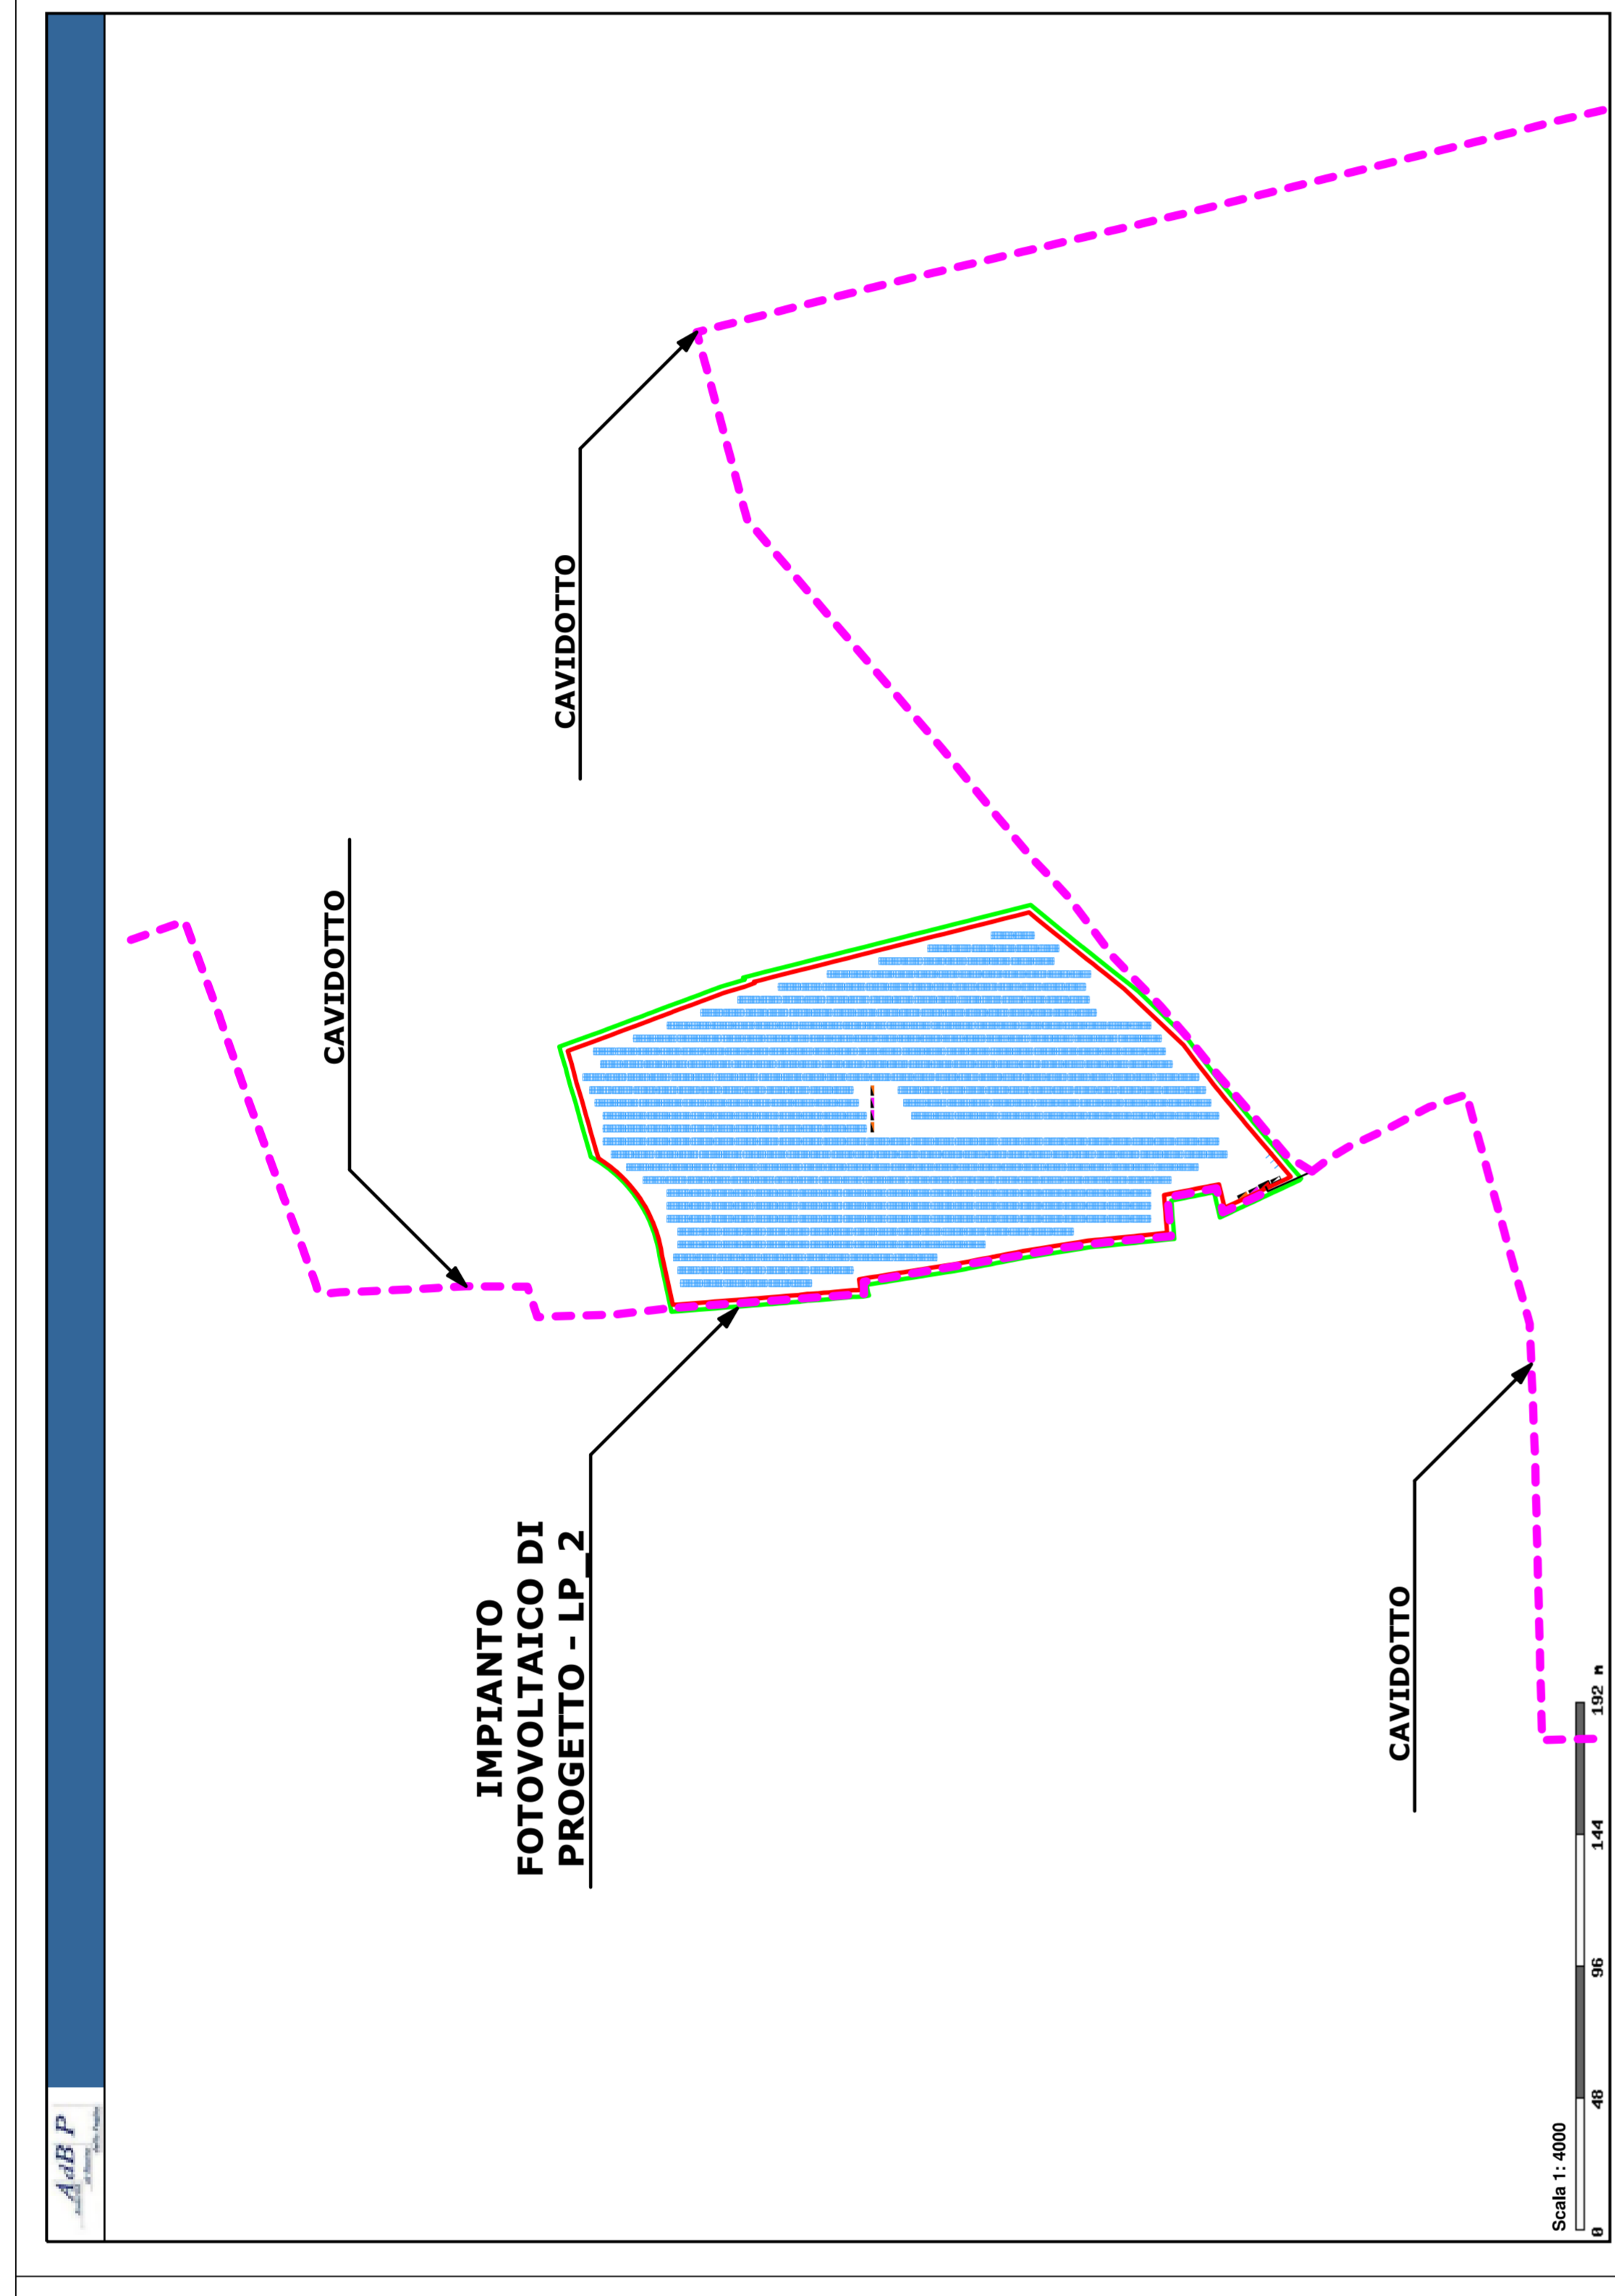 AdB P
CAVIDOTTO
CAVIDOTTO
IMPIANTO
FOTOVOLTAICO DI
PROGETTO - LP_2
CAVIDOTTO
Scala 1: 4000
0 48 96 144 192 m